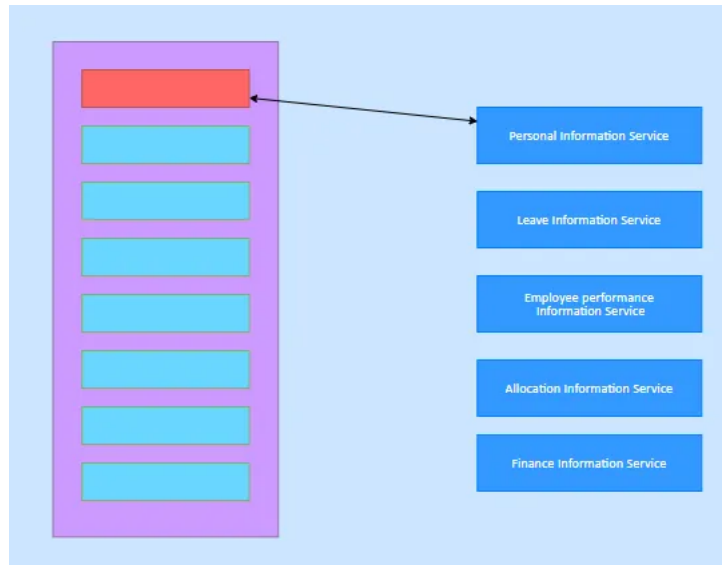 Personal Information Service
Leave Information Service
Employee performance
Information Service
Allocation Information Service
Finance Information Service